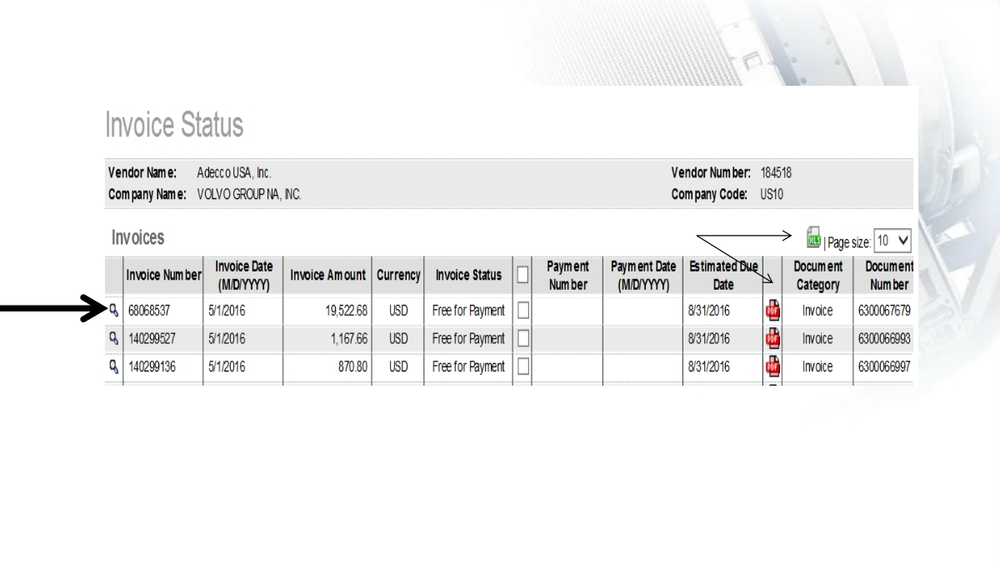 Invoice Status
Vendor Name: Adecco USA, Inc. Vendor Number: 184518
Company Name: VOLVO GROUP NA, INC. Company Code: US10
Invoices XLS | Page size: 10
Invoice Number Invoice Date (M/D/YYYY) Invoice Amount Currency Invoice Status Payment Number Payment Date (M/D/YYYY) Estimated Due Date Document Category Document Number
68068537 5/1/2016 19,522.68 USD Free for Payment 8/31/2016 PDF Invoice 6300067679
140299527 5/1/2016 1,167.66 USD Free for Payment 8/31/2016 PDF Invoice 6300066993
140299136 5/1/2016 870.80 USD Free for Payment 8/31/2016 PDF Invoice 6300066997